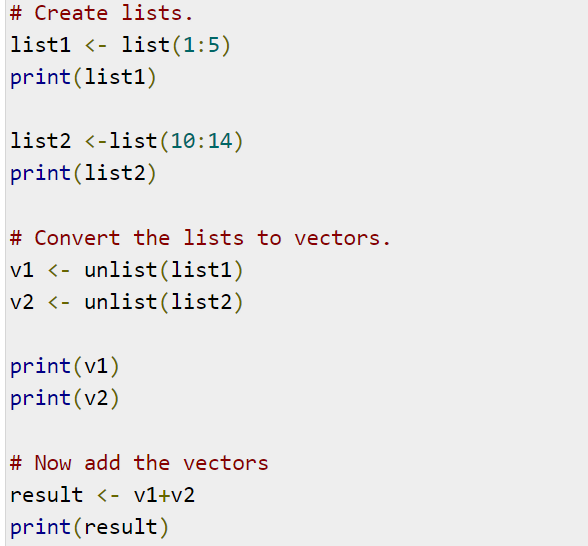 # Create lists.
list1 <- list(1:5)
print(list1)

list2 <-list(10:14)
print(list2)

# Convert the lists to vectors.
v1 <- unlist(list1)
v2 <- unlist(list2)

print(v1)
print(v2)

# Now add the vectors
result <- v1+v2
print(result)